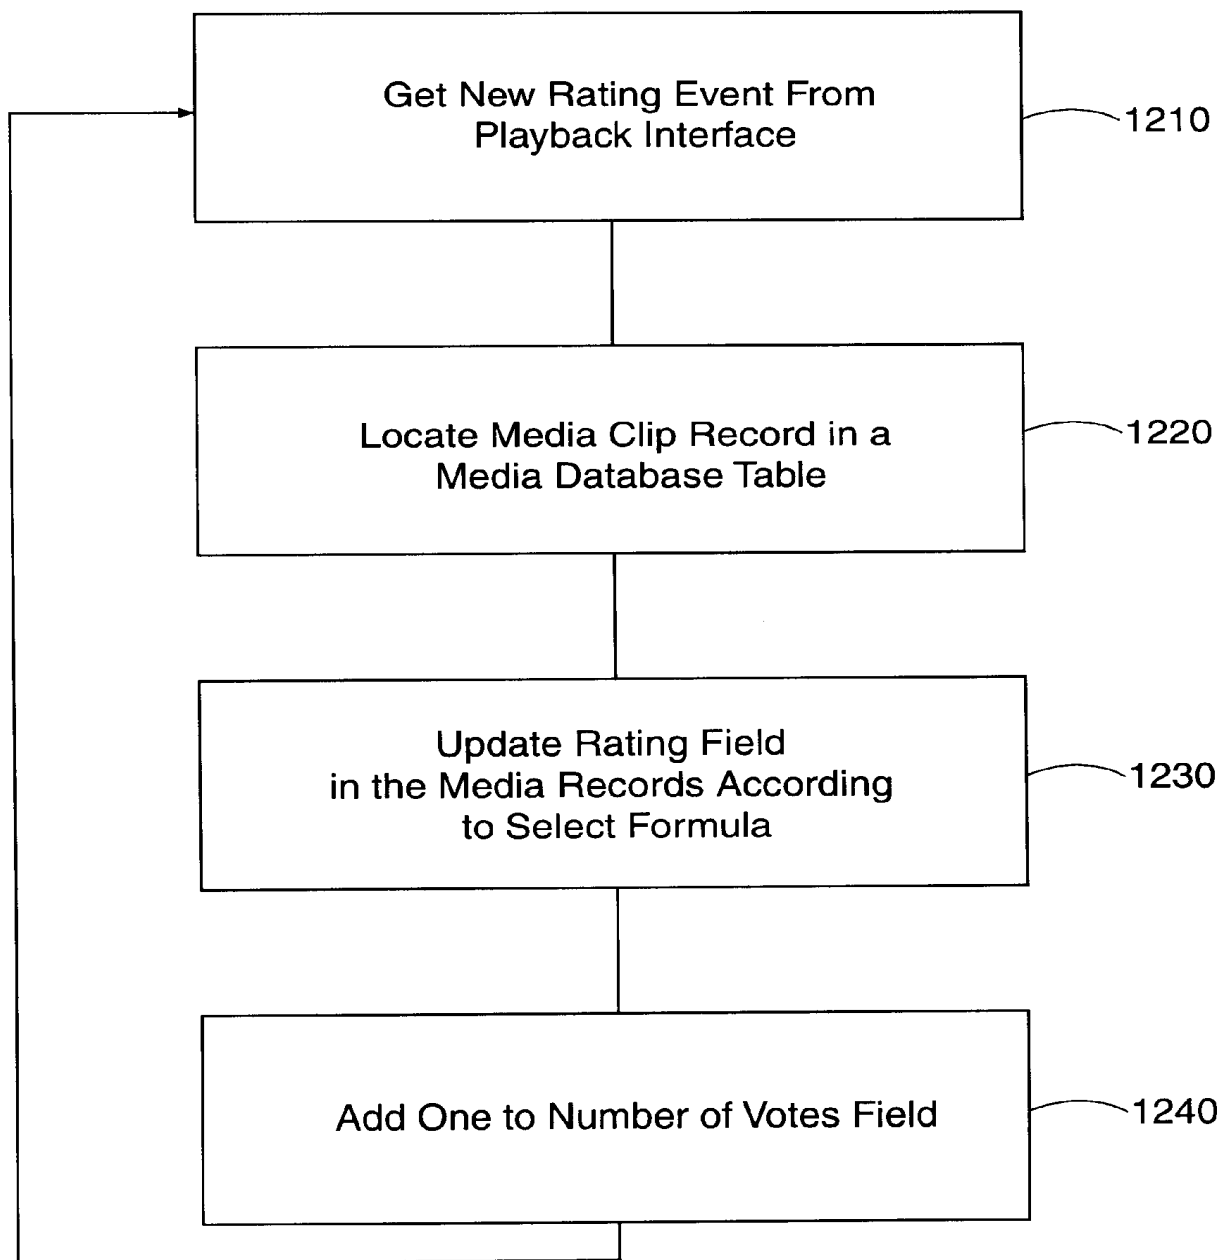 Get New Rating Event From
Playback Interface
1210
Locate Media Clip Record in a
Media Database Table
1220
Update Rating Field
in the Media Records According
to Select Formula
1230
Add One to Number of Votes Field
1240